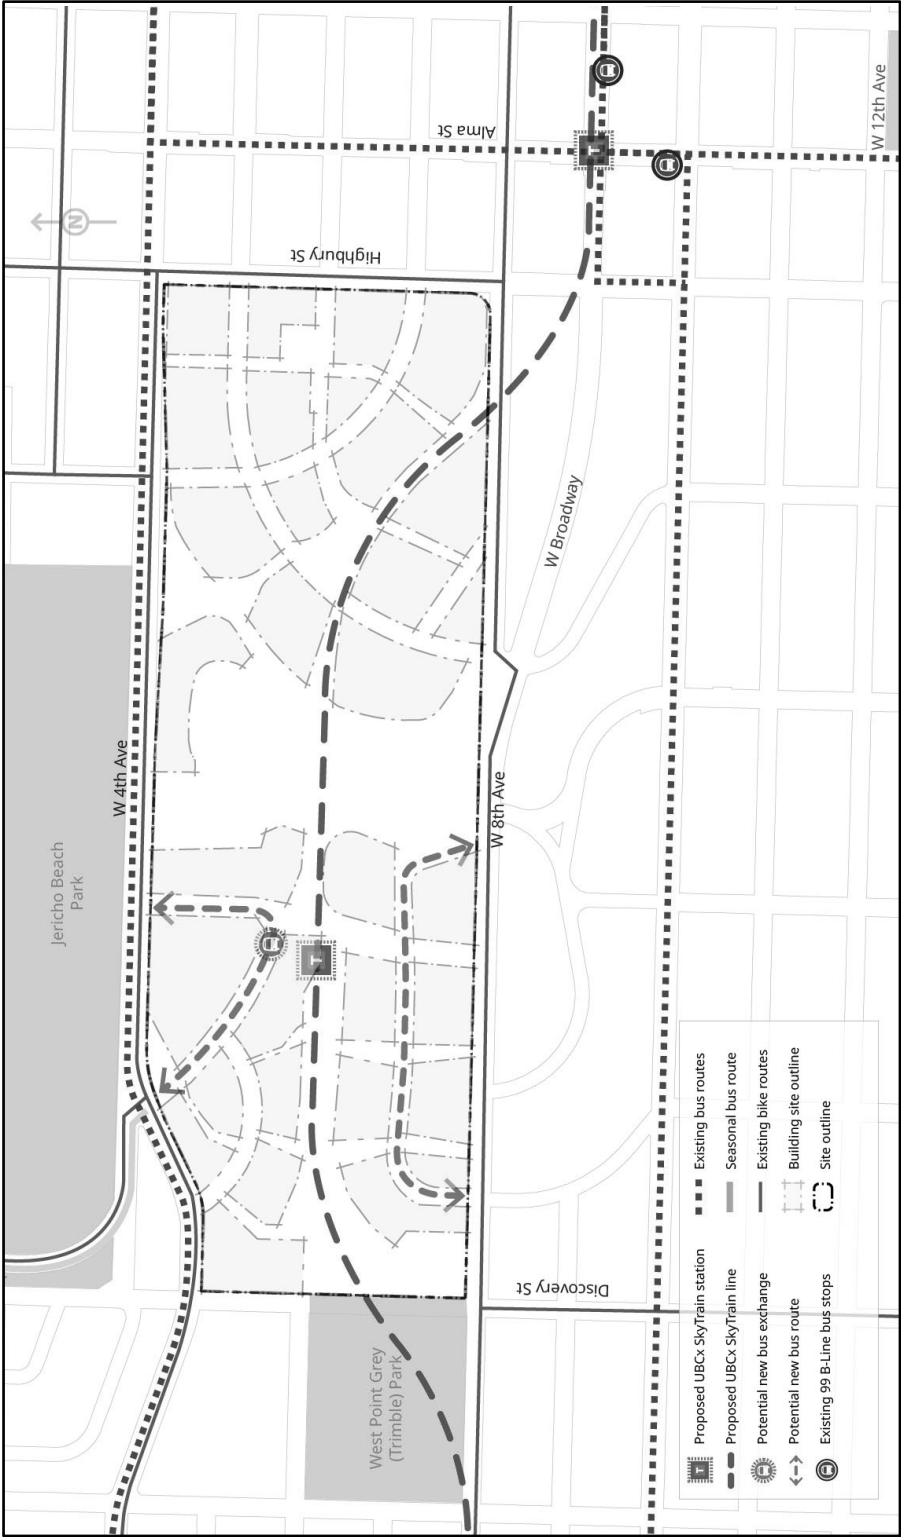 Alma St
W 12th Ave
N
Highbury St
W Broadway
W 4th Ave
W 8th Ave
Jericho Beach
Park
T
T
Discovery St
West Point Grey
(Trimble) Park
T
Proposed UBCx SkyTrain station
Proposed UBCx SkyTrain line
Potential new bus exchange
Potential new bus route
Existing 99 B-Line bus stops
Existing bus routes
Seasonal bus route
Existing bike routes
Building site outline
Site outline